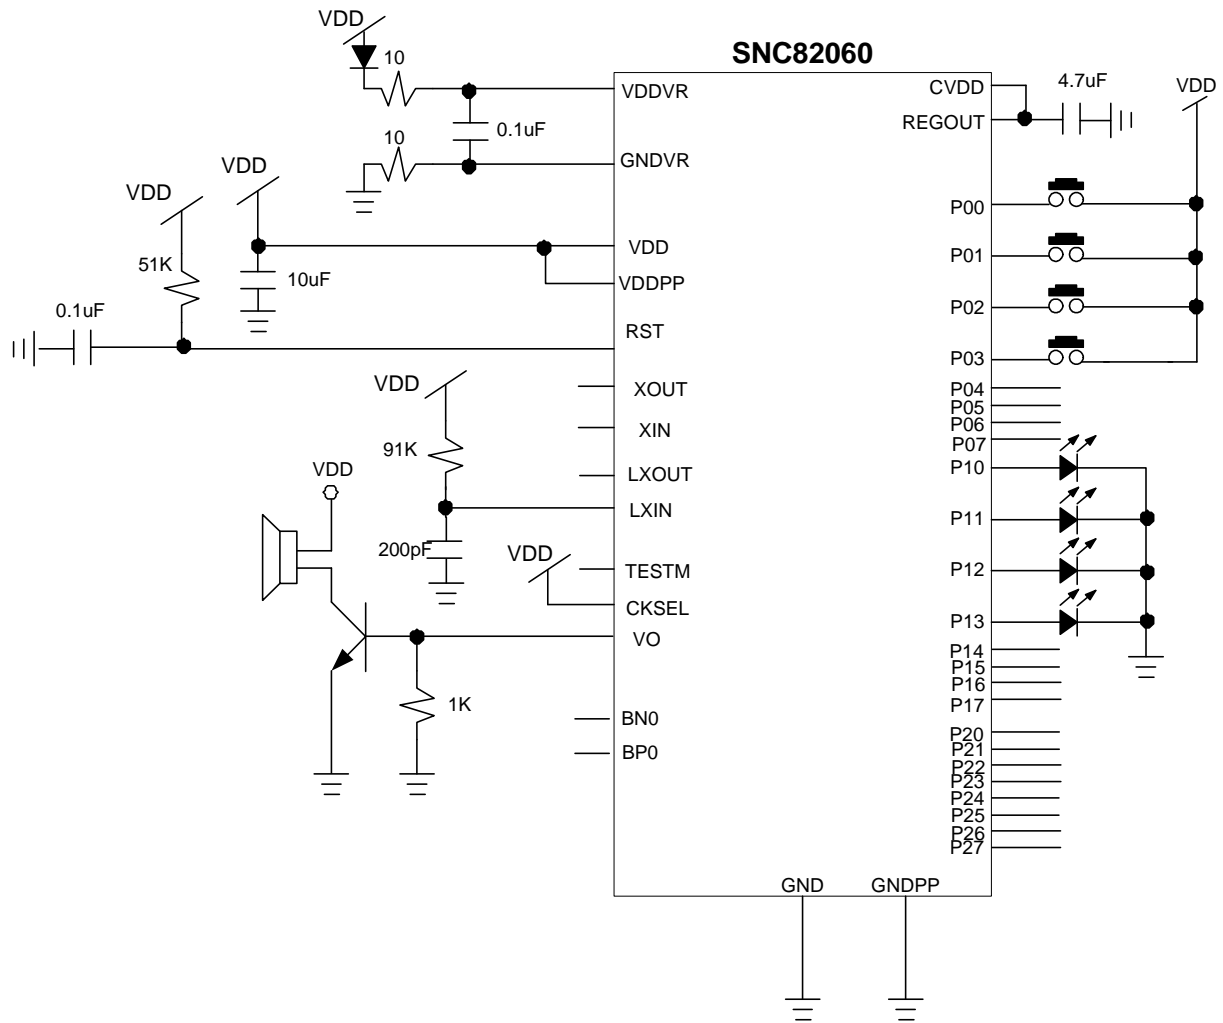 VDD
10
SNC82060
VDDVR
CVDD
4.7uF
VDD
0.1uF
REGOUT
10
GNDVR
VDD
VDD
P00
VDD
P01
51K
10uF
VDDPP
0.1uF
RST
P02
P03
VDD
XOUT
P04
P05
XIN
P06
P07
91K
VDD
LXOUT
P10
LXIN
P11
200pF
VDD
TESTM
P12
CKSEL
P13
VO
P14
P15
P16
1K
P17
BN0
P20
BP0
P21
P22
P23
P24
P25
P26
P27
GND
GNDPP